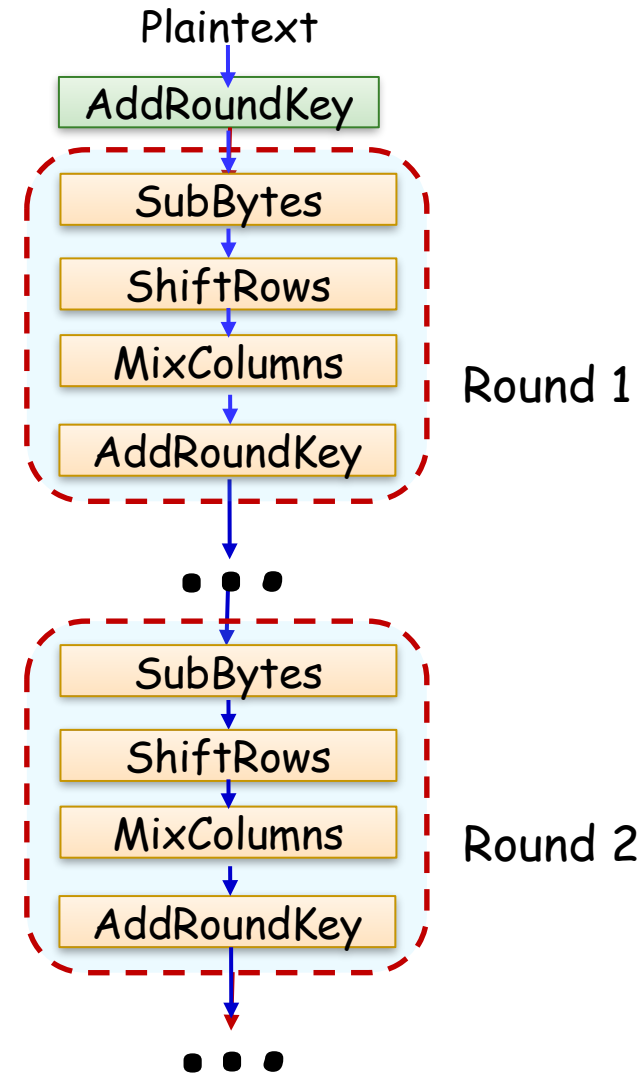 Plaintext
AddRoundKey
SubBytes
ShiftRows
MixColumns
Round 1
AddRoundKey
...
SubBytes
ShiftRows
MixColumns
Round 2
AddRoundKey
...